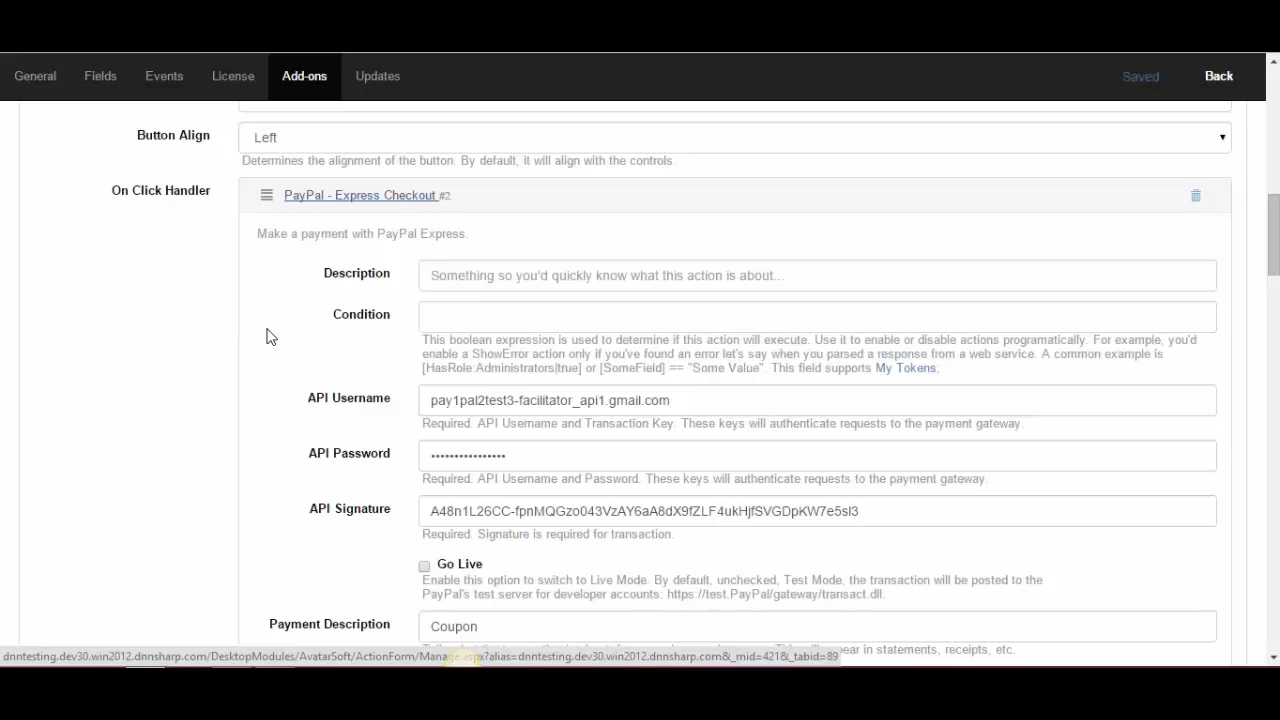 General Fields Events License Add-ons Updates Saved Back
Button Align Left
Determines the alignment of the button. By default, it will align with the controls.
On Click Handler PayPal - Express Checkout #2
Make a payment with PayPal Express.
Description Something so you'd quickly know what this action is about...
Condition
This boolean expression is used to determine if this action will execute. Use it to enable or disable actions programatically. For example, you'd
enable a ShowError action only if you've found an error let's say when you parsed a response from a web service. A common example is
[HasRole:Administrators|true] or [SomeField] == "Some Value" This field supports My Tokens;
API Username pay1pal2test3-facilitator_api1.gmail.com
Required. API Username and Transaction Key. These keys will authenticate requests to the payment gateway.
API Password ••••••••••••••••
Required. API Username and Password. These keys will authenticate requests to the payment gateway.
API Signature A48n1L26CC-fpnMQGzo043VzAY6aA8dX9fZLF4ukHjfSVGDpKW7e5sl3
Required. Signature is required for transaction.
Go Live
Enable this option to switch to Live Mode. By default, unchecked, Test Mode, the transaction will be posted to the
PayPal's test server for developer accounts: https://test.PayPal/gateway/transact.dll.
Payment Description Coupon
ear in statements, receipts, etc.
dnntesting.dev30.win2012.dnnsharp.com/DesktopModules/AvatarSoft/ActionForm/Manage.aspx?alias=dnntesting.dev30.win2012.dnnsharp.com&_mid=421&_tabid=89